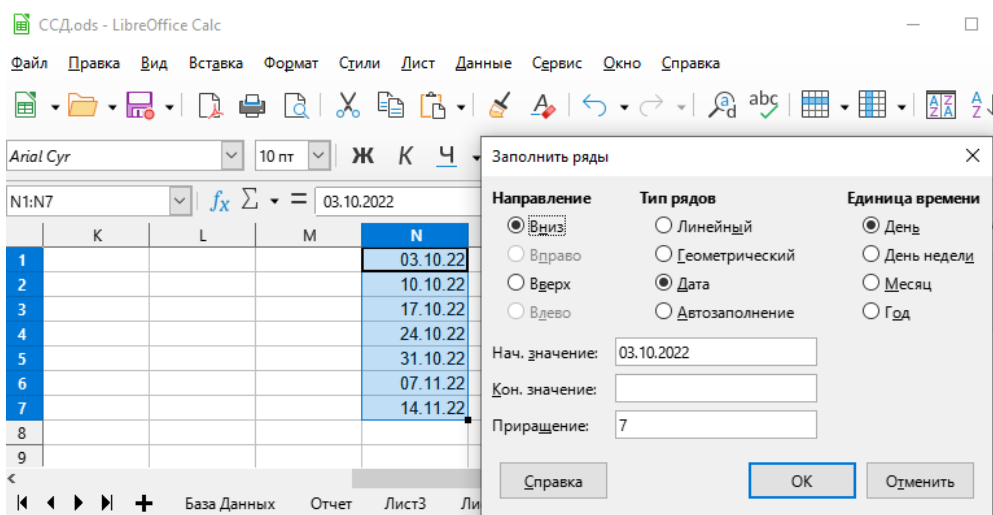 ССД.ods - LibreOffice Calc
Файл Правка Вид Вставка Формат Стили Лист Данные Сервис Окно Справка
Arial Cyr 10 пт Ж К Ч
N1:N7 fx Σ = 03.10.2022
K L M N
1 03.10.22
2 10.10.22
3 17.10.22
4 24.10.22
5 31.10.22
6 07.11.22
7 14.11.22
8
9
База Данных Отчет Лист3
Заполнить ряды
Направление Тип рядов Единица времени
Вниз Линейный День
Вправо Геометрический День недели
Вверх Дата Месяц
Влево Автозаполнение Год
Нач. значение: 03.10.2022
Кон. значение:
Приращение: 7
Справка ОК Отменить